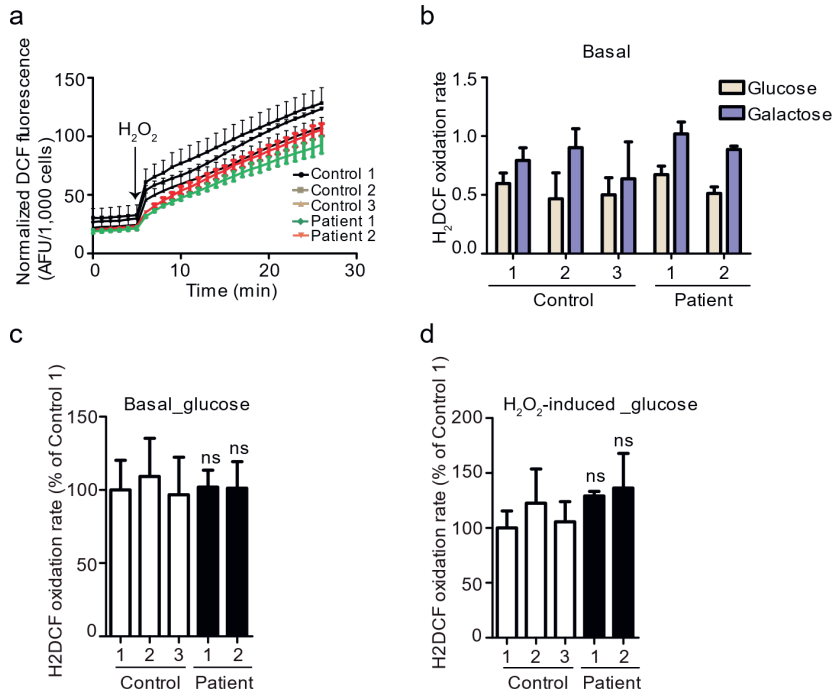 a
Normalized DCF fluorescence
(AFU/1,000 cells)
150
100
50
0
H₂O₂
Control 1
Control 2
Control 3
Patient 1
Patient 2
0
10
20
30
Time (min)
b
Basal
H₂DCF oxidation rate
1.5
1.0
0.5
0.0
Glucose
Galactose
1
2
3
1
2
Control
Patient
c
H2DCF oxidation rate (% of Control 1)
Basal_glucose
150
100
50
0
ns
ns
1
2
3
1
2
Control
Patient
d
H2DCF oxidation rate (% of Control 1)
H₂O₂-induced _glucose
200
150
100
50
0
ns
ns
1
2
3
1
2
Control
Patient